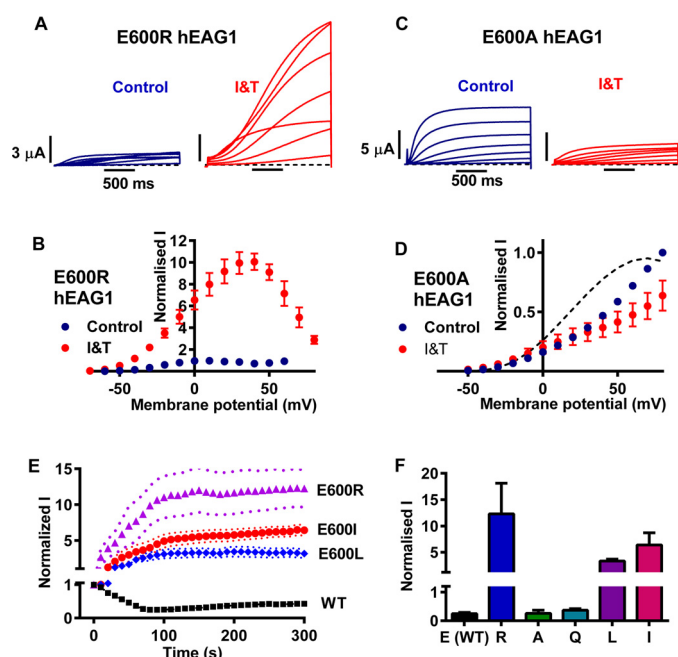 A
E600R hEAG1
Control
I&T
3 μA
500 ms
C
E600A hEAG1
Control
I&T
5 μA
500 ms
B
E600R
hEAG1
Control
I&T
Normalised I
12
10
8
6
4
2
-50 0 50
Membrane potential (mV)
D
E600A
hEAG1
Control
I&T
Normalised I
1.0
0.5
-50 0 50
Membrane potential (mV)
E
Normalized I
15
10
5
1
0
0 100 200 300
Time (s)
E600R
E600I
E600L
WT
F
Normalised I
20
15
10
5
1
0
E (WT) R A Q L I